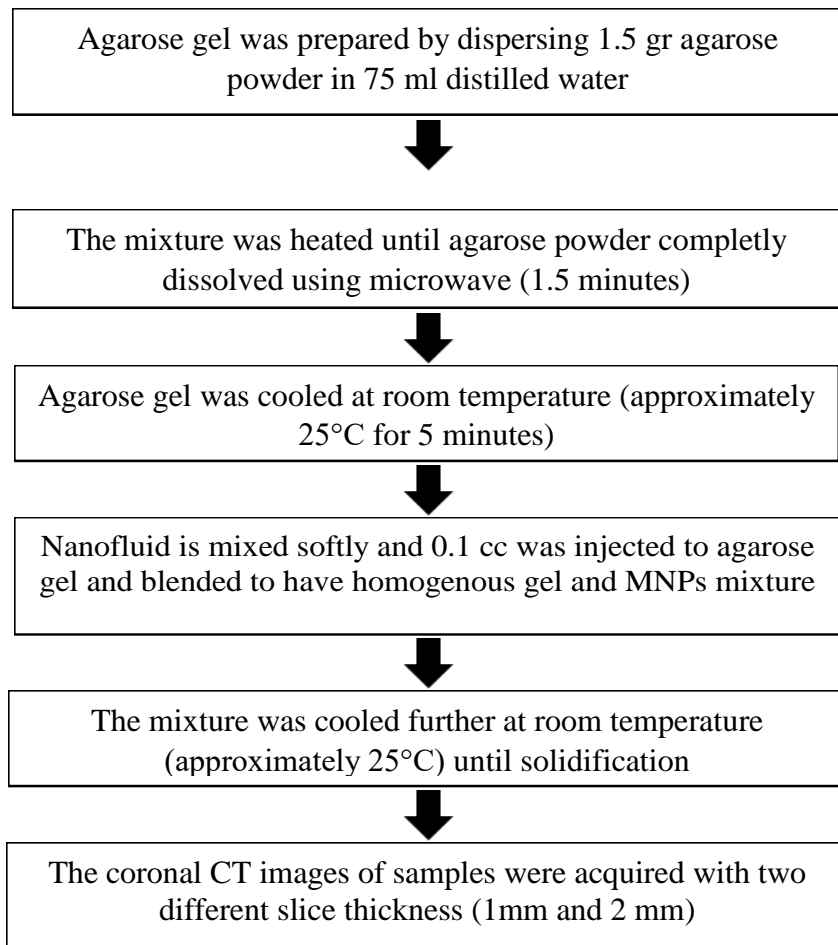 Agarose gel was prepared by dispersing 1.5 gr agarose
powder in 75 ml distilled water
The mixture was heated until agarose powder completly
dissolved using microwave (1.5 minutes)
Agarose gel was cooled at room temperature (approximately
25°C for 5 minutes)
Nanofluid is mixed softly and 0.1 cc was injected to agarose
gel and blended to have homogenous gel and MNPs mixture
The mixture was cooled further at room temperature
(approximately 25°C) until solidification
The coronal CT images of samples were acquired with two
different slice thickness (1mm and 2 mm)